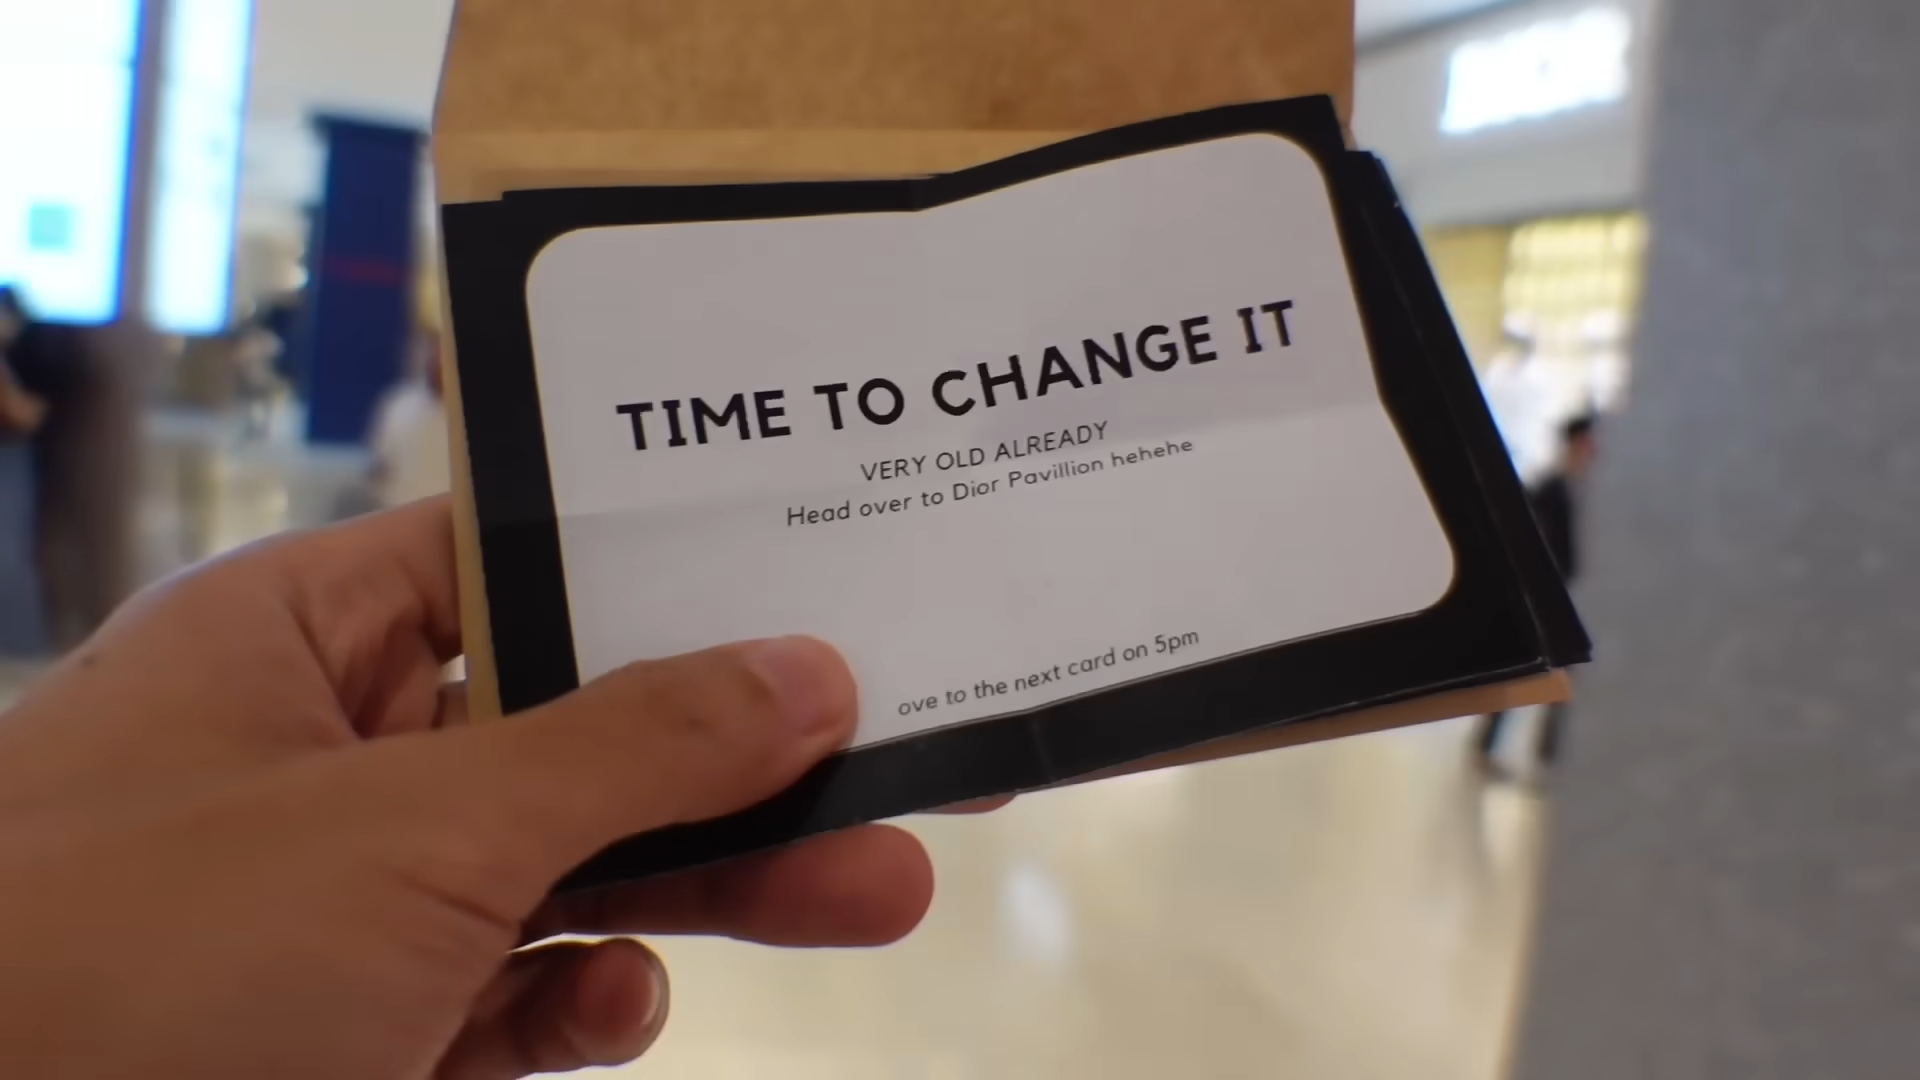 TIME TO CHANGE IT
VERY OLD ALREADY
Head over to Dior Pavillion hehehe
ove to the next card on 5pm